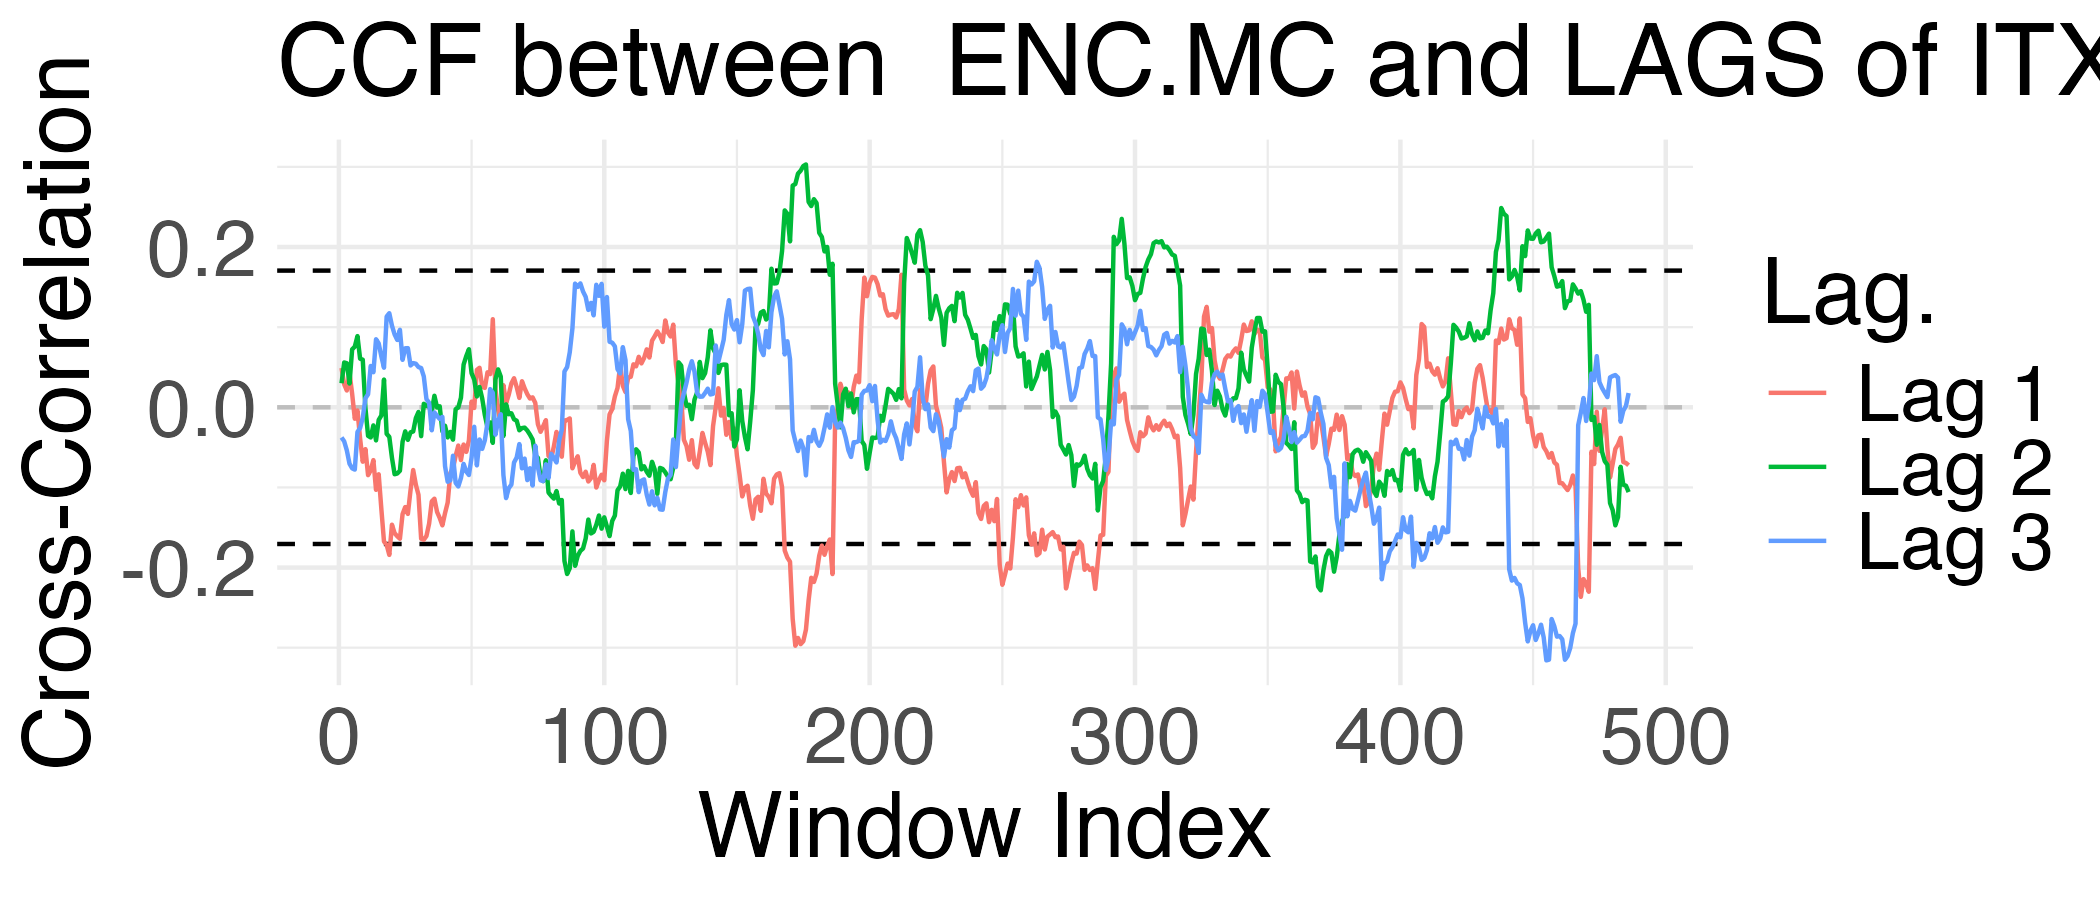 CCF between  ENC.MC and LAGS of ITX
Cross-Correlation
0.2
0.0
-0.2
0
100
200
300
400
500
Window Index
Lag.
Lag 1
Lag 2
Lag 3